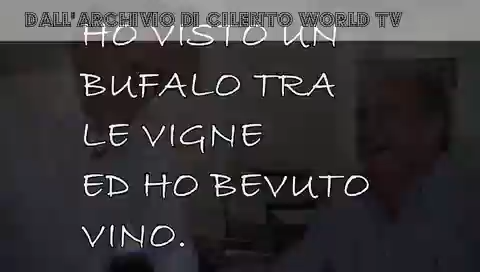 DALL'ARCHIVIO DI CILENTO WORLD TV
HO VISTO UN
BUFALO TRA
LE VIGNE
ED HO BEVUTO
VINO.